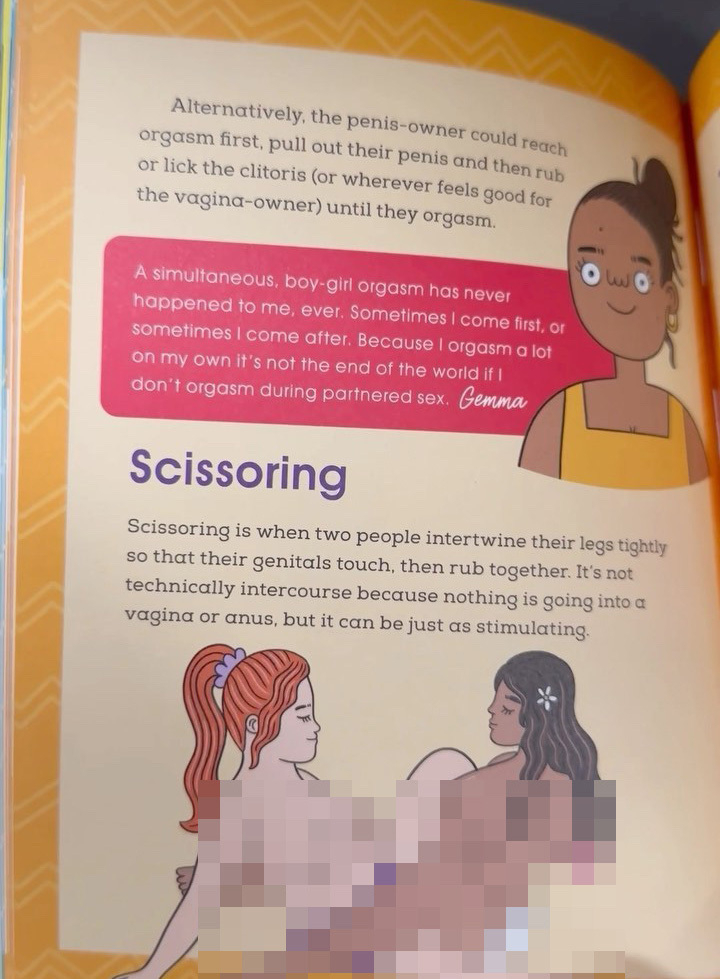 Alternatively, the penis-owner could reach
orgasm first, pull out their penis and then rub
or lick the clitoris (or wherever feels good for
the vagina-owner) until they orgasm.
A simultaneous, boy-girl orgasm has never
happened to me, ever. Sometimes I come first, or
sometimes I come after. Because I orgasm a lot
on my own it's not the end of the world if I
don't orgasm during partnered sex. Gemma
Scissoring
Scissoring is when two people intertwine their legs tightly
so that their genitals touch, then rub together. It's not
technically intercourse because nothing is going into a
vagina or anus, but it can be just as stimulating.